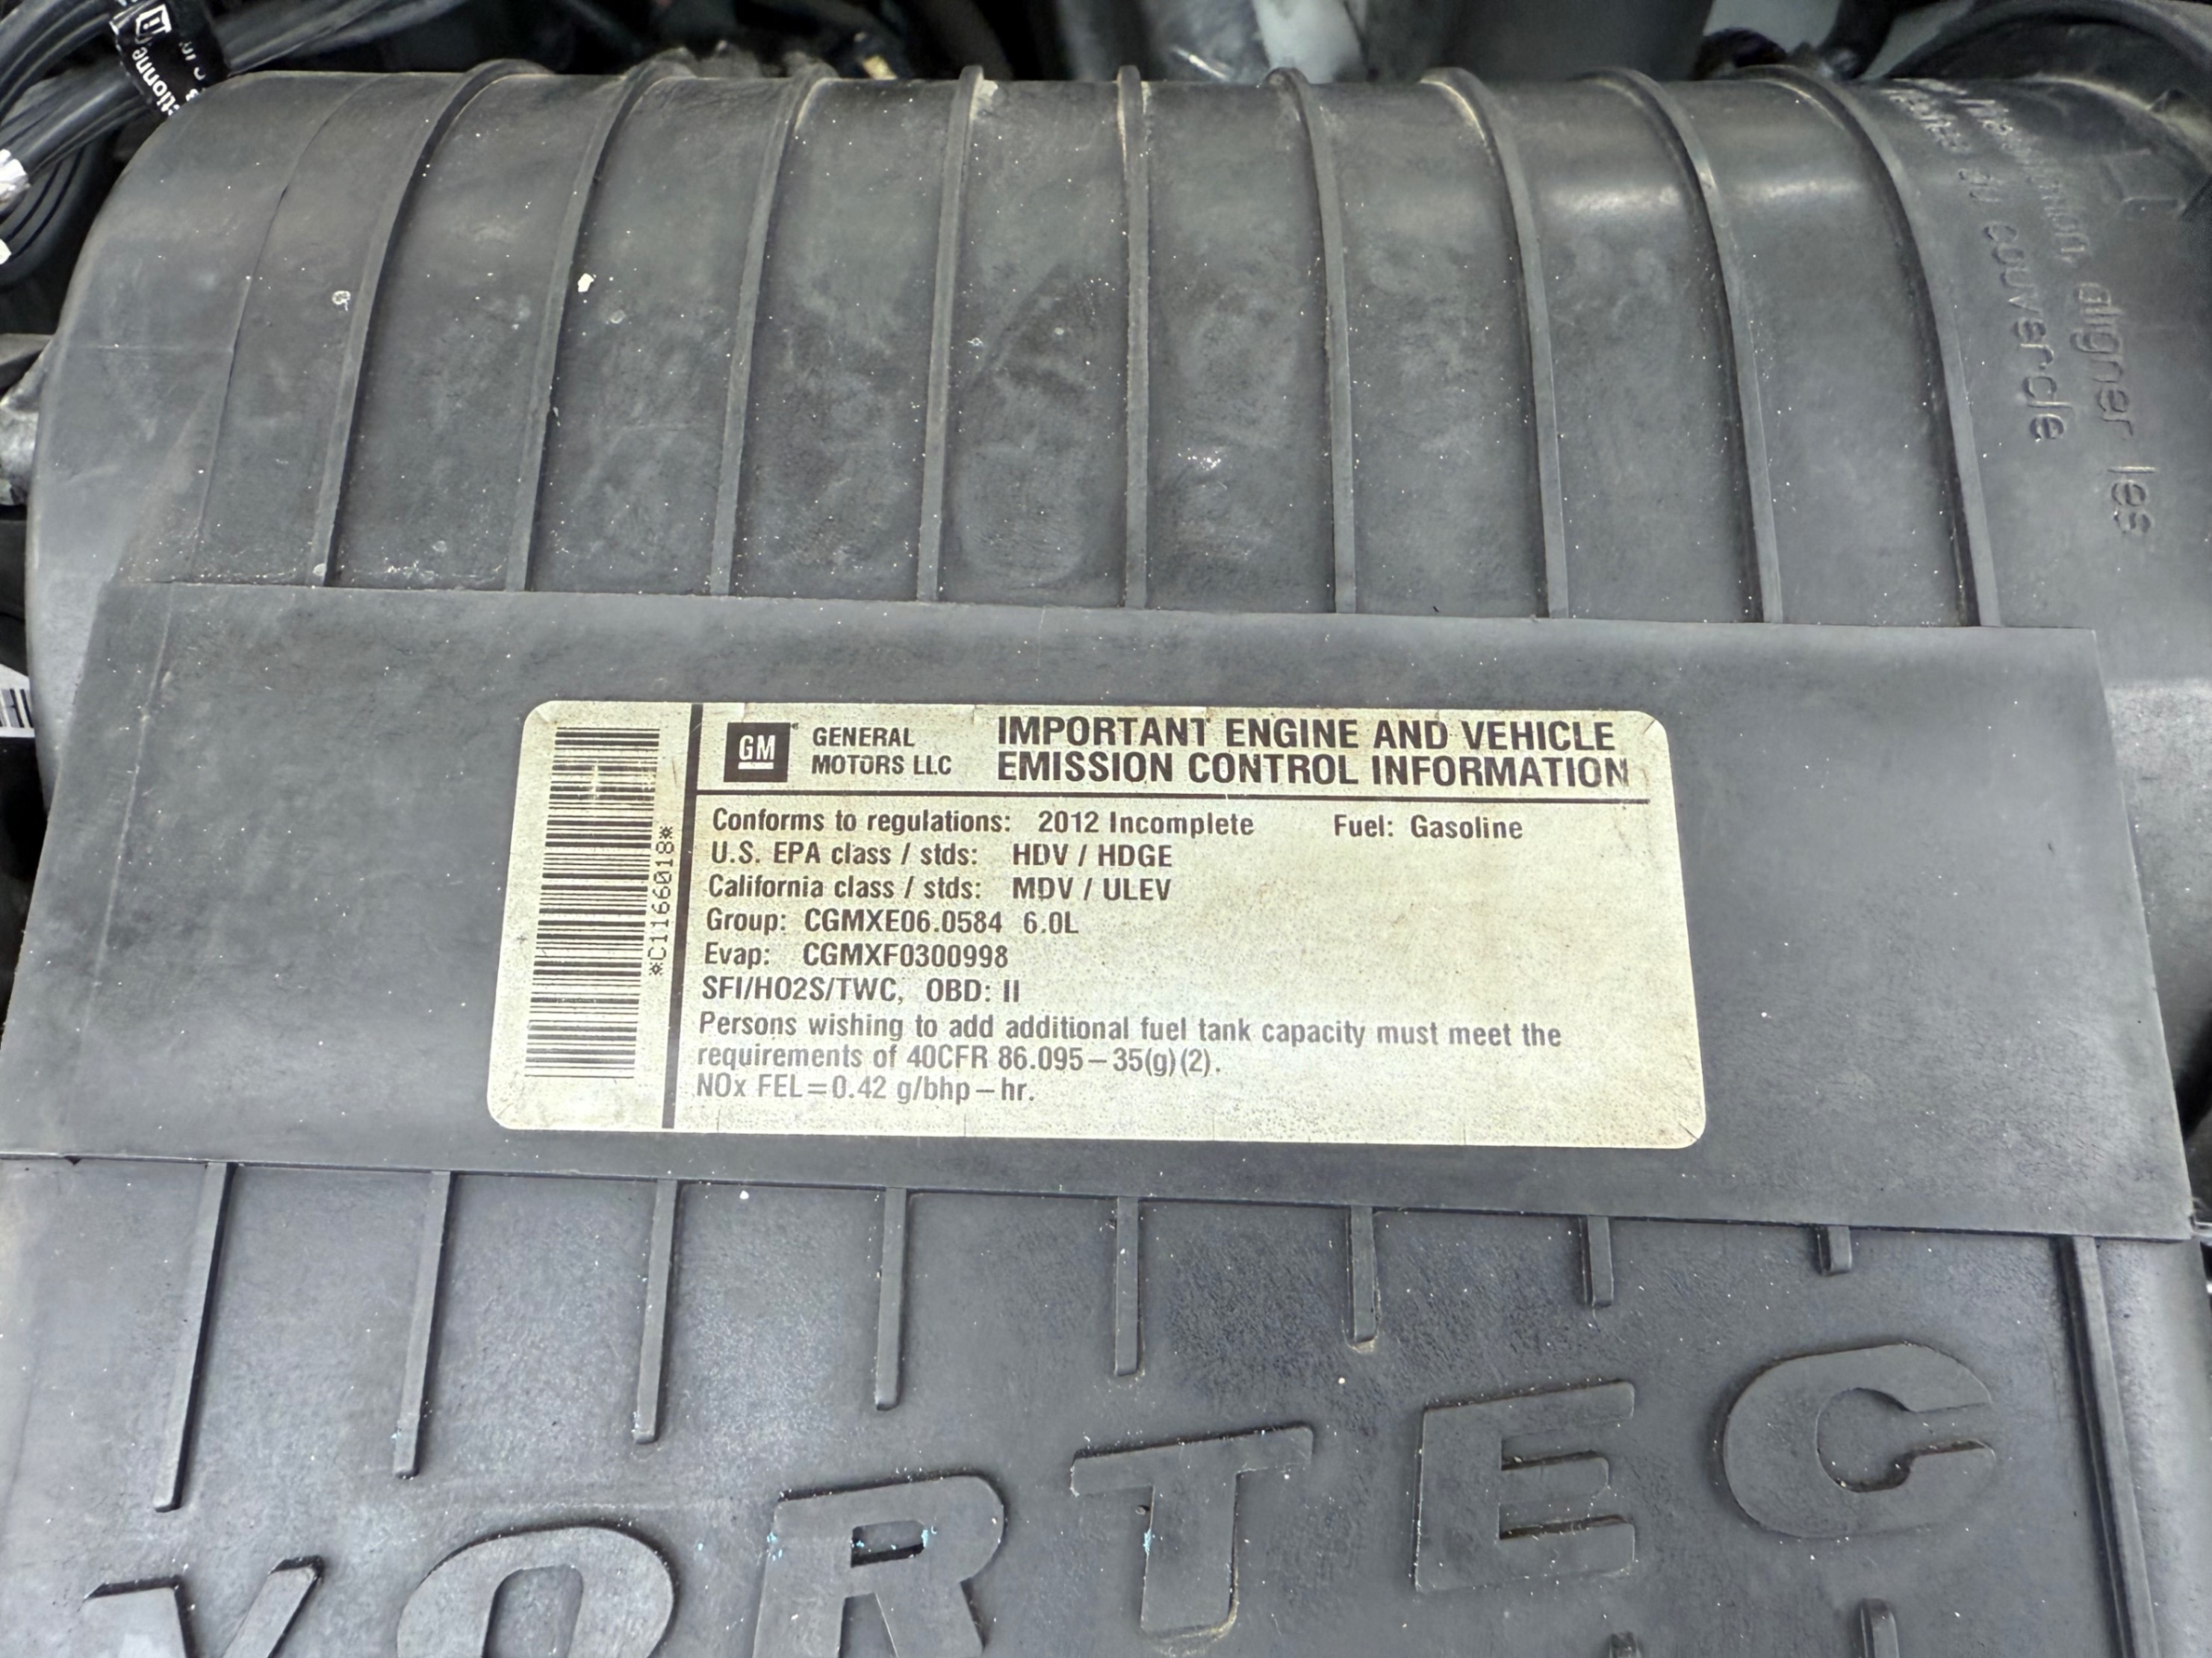 couvercle
aligner les
GM
GENERAL
MOTORS LLC
IMPORTANT ENGINE AND VEHICLE
EMISSION CONTROL INFORMATION
Conforms to regulations: 2012 Incomplete Fuel: Gasoline
U.S. EPA class / stds: HDV / HDGE
California class / stds: MDV / ULEV
Group: CGMXE06.0584 6.0L
Evap: CGMXF0300998
SFI/HO2S/TWC, OBD: II
Persons wishing to add additional fuel tank capacity must meet the
requirements of 40CFR 86.095–35(g)(2).
NOx FEL=0.42 g/bhp–hr.
*C1166018*
VORTEC